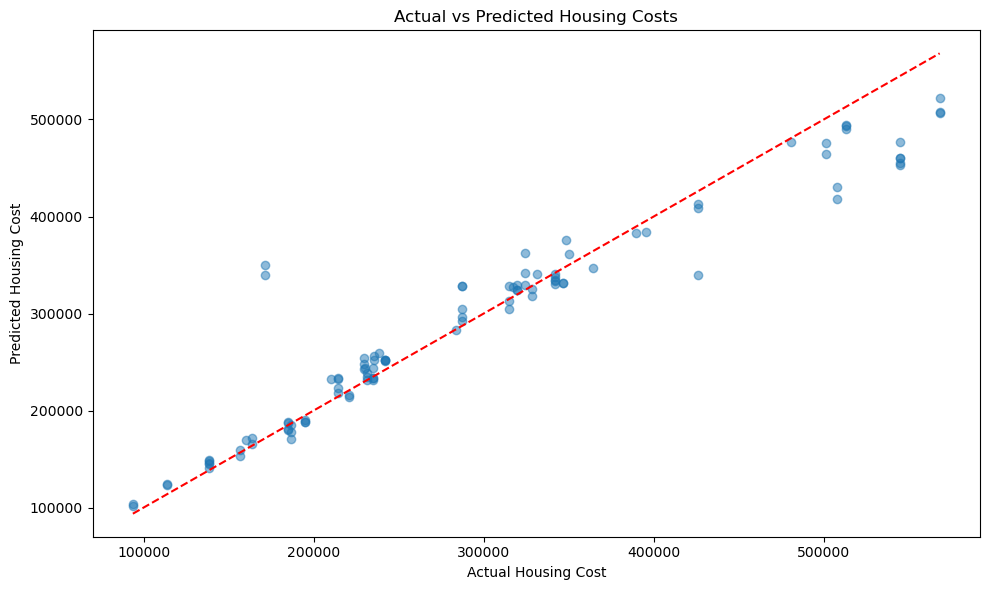 Actual vs Predicted Housing Costs
Predicted Housing Cost
500000
400000
300000
200000
100000
100000 200000 300000 400000 500000
Actual Housing Cost